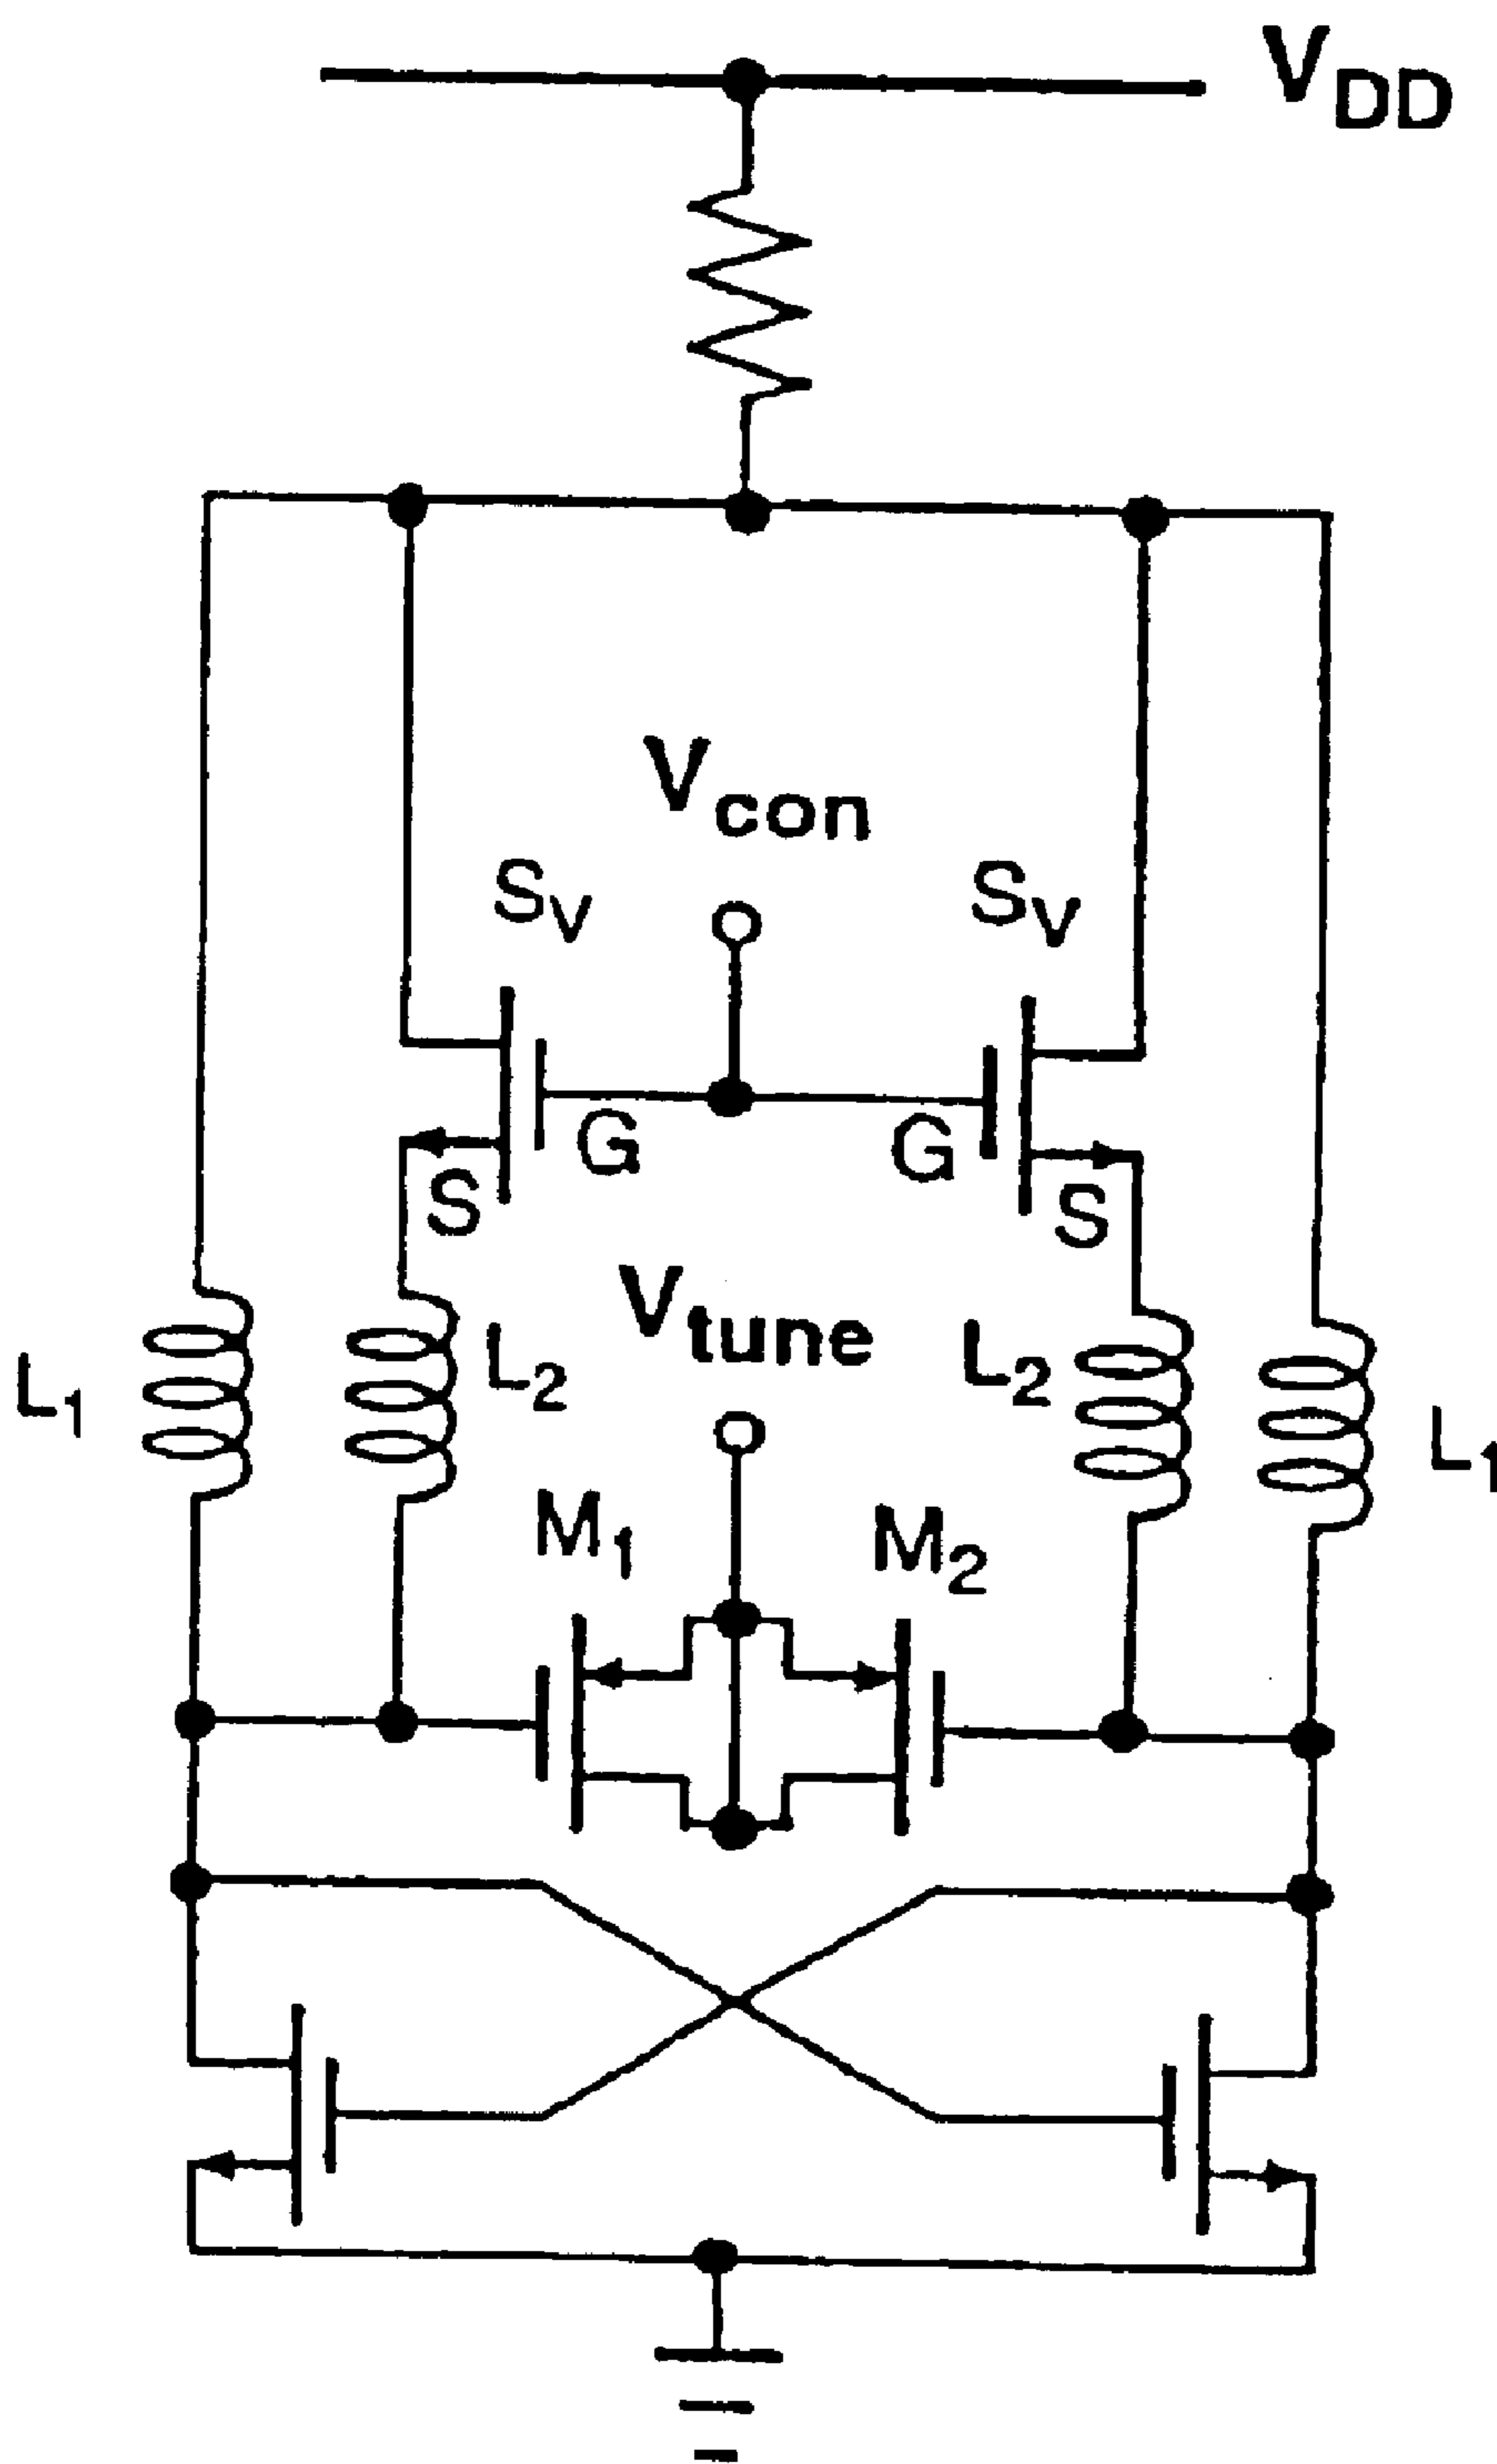 VDD
Vcon
SV SV
G G
S S
Vtune
L1 L2 L2 L1
M1 M2